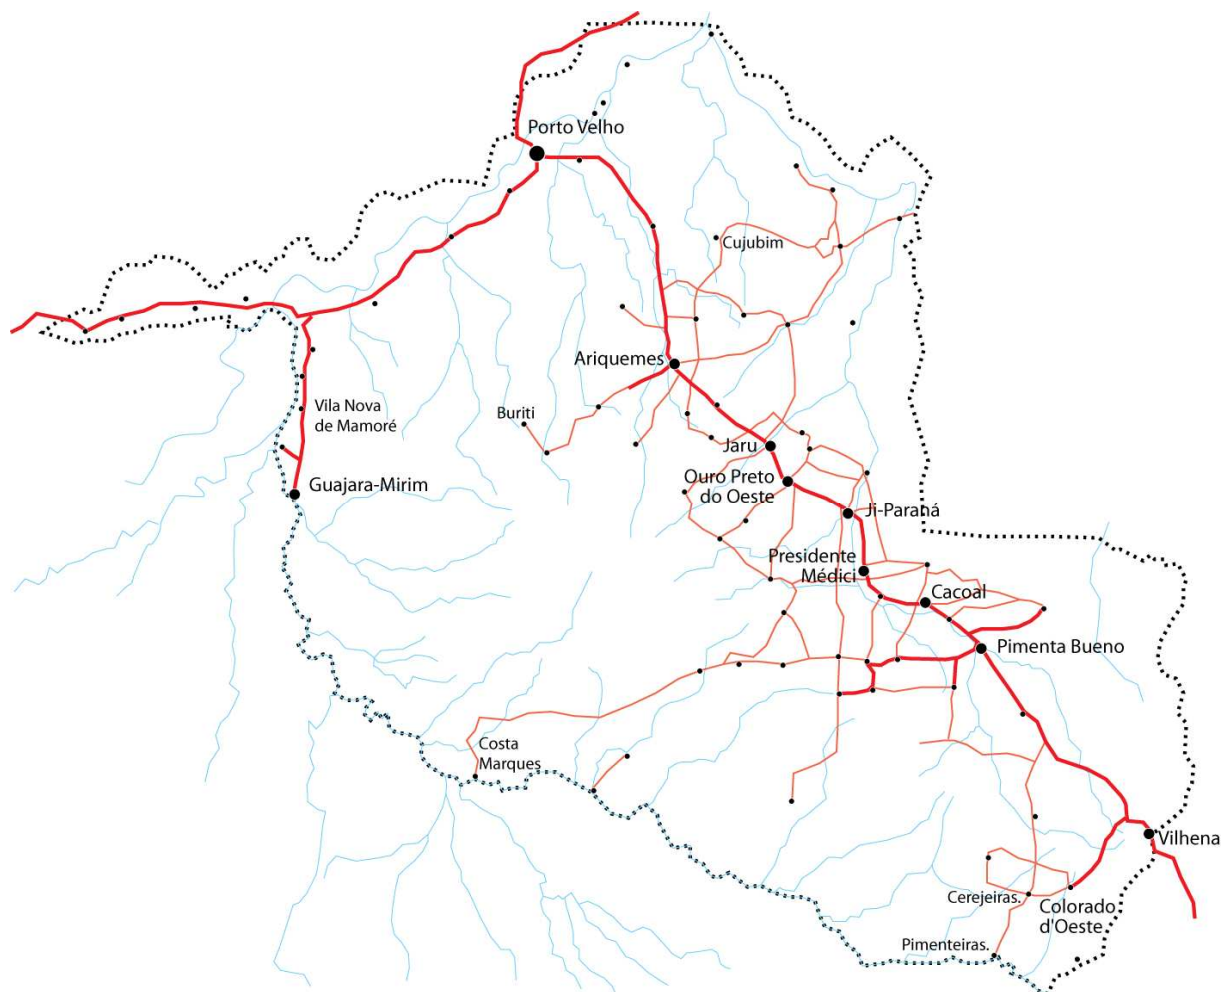 Porto Velho
Cujubim
Ariquemes
Vila Nova
de Mamoré
Buriti
Jaru
Guajara-Mirim
Ouro Preto
do Oeste
Ji-Paraná
Presidente
Médici
Cacoal
Pimenta Bueno
Costa
Marques
Vilhena
Cerejeiras.
Colorado
d'Oeste
Pimenteiras.